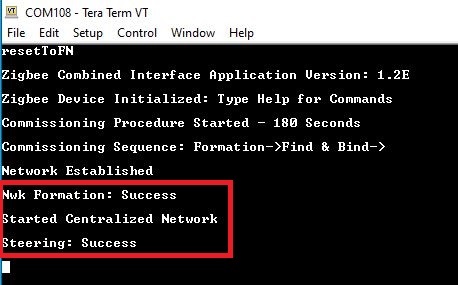 VT COM108 - Tera Term VT
File Edit Setup Control Window Help
resetToFN
Zigbee Combined Interface Application Version: 1.2E
Zigbee Device Initialized: Type Help for Commands
Commissioning Procedure Started - 180 Seconds
Commissioning Sequence: Formation->Find & Bind->
Network Established
Nwk Formation: Success
Started Centralized Network
Steering: Success